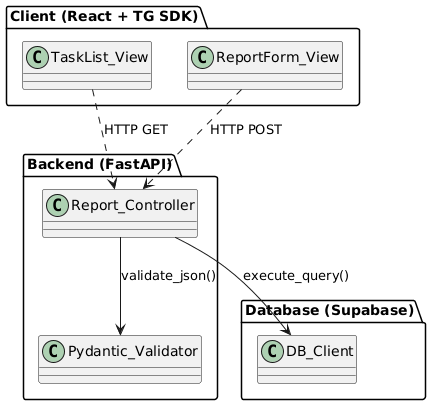 Client (React + TG SDK)
C TaskList_View
C ReportForm_View
HTTP GET
HTTP POST
Backend (FastAPI)
C Report_Controller
validate_json()
execute_query()
Database (Supabase)
C Pydantic_Validator
C DB_Client